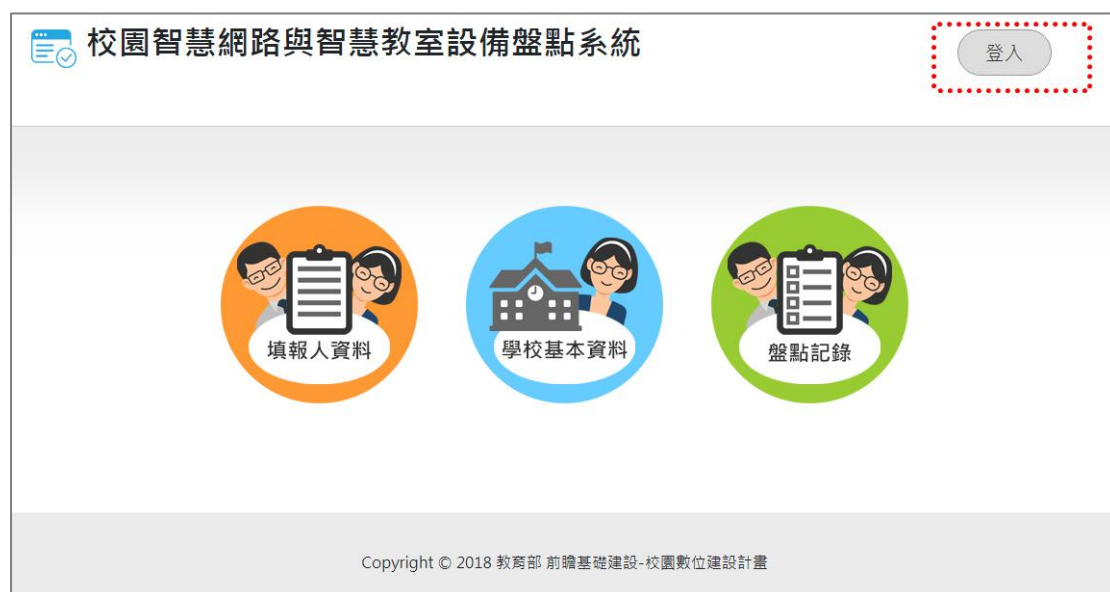 校園智慧網路與智慧教室設備盤點系統
登入
填報人資料
學校基本資料
盤點記錄
Copyright © 2018 教育部 前瞻基礎建設-校園數位建設計畫